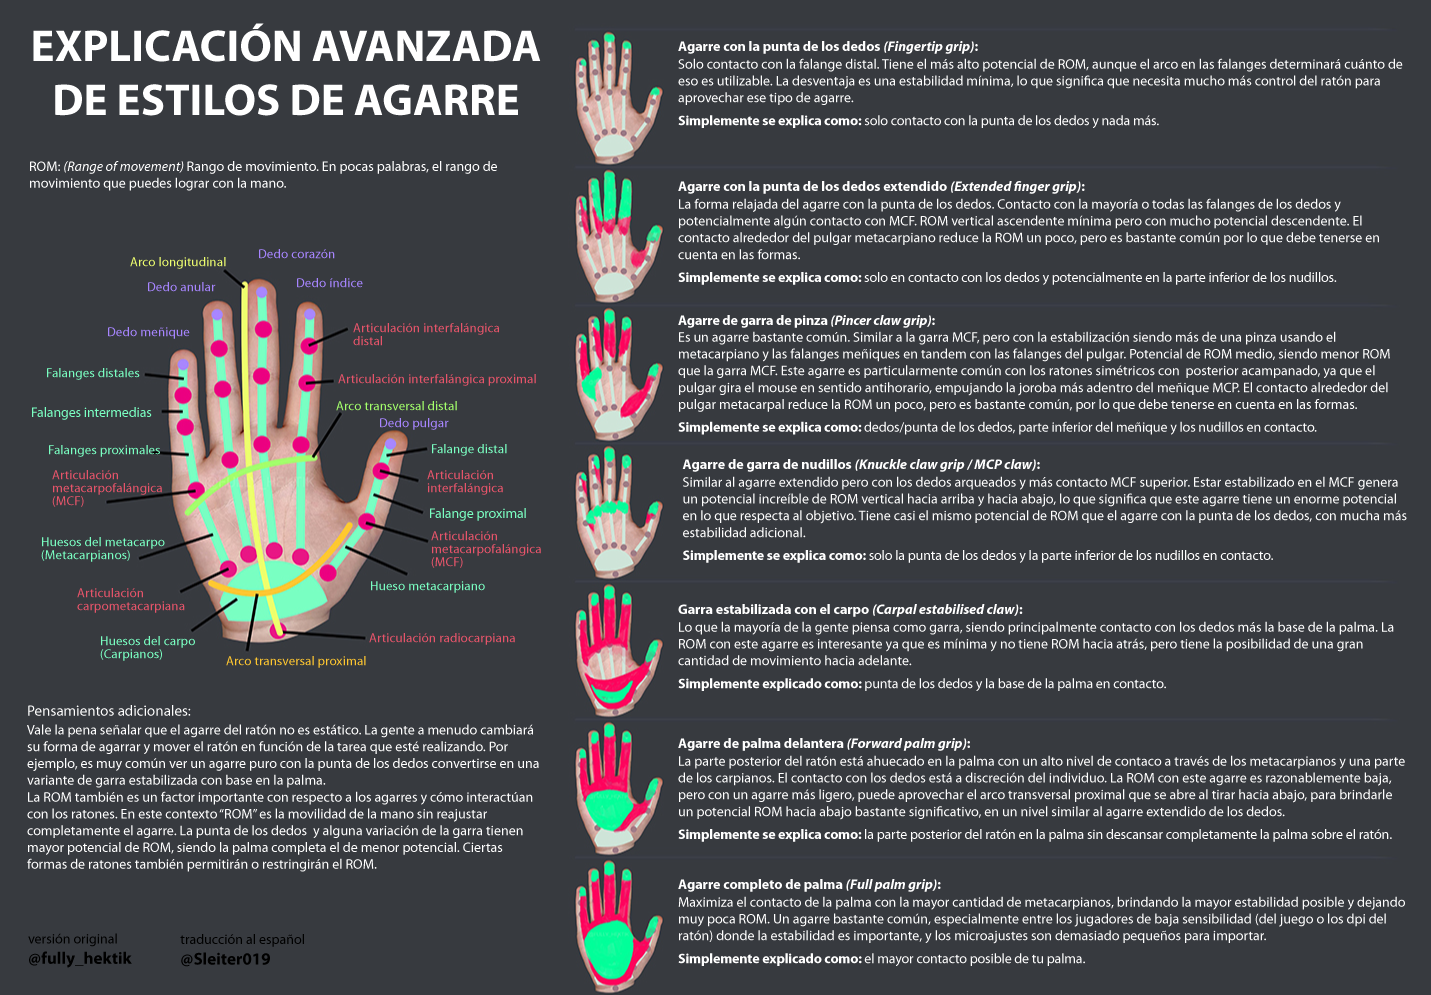 EXPLICACIÓN AVANZADA
DE ESTILOS DE AGARRE
ROM: (Range of movement) Rango de movimiento. En pocas palabras, el rango de
movimiento que puedes lograr con la mano.
Dedo corazón
Arco longitudinal
Dedo anular
Dedo índice
Dedo meñique
Articulación interfalángica
distal
Falanges distales
Articulación interfalángica proximal
Falanges intermedias
Arco transversal distal
Dedo pulgar
Falanges proximales
Falange distal
Articulación
metacarpofalángica
(MCF)
Articulación
interfalángica
Falange proximal
Huesos del metacarpo
(Metacarpianos)
Articulación
metacarpofalángica
(MCF)
Hueso metacarpiano
Articulación
carpometacarpiana
Huesos del carpo
(Carpianos)
Articulación radiocarpiana
Arco transversal proximal
Pensamientos adicionales:
Vale la pena señalar que el agarre del ratón no es estático. La gente a menudo cambiará
su forma de agarrar y mover el ratón en función de la tarea que esté realizando. Por
ejemplo, es muy común ver un agarre puro con la punta de los dedos convertirse en una
variante de garra estabilizada con base en la palma.
La ROM también es un factor importante con respecto a los agarres y cómo interactúan
con los ratones. En este contexto “ROM” es la movilidad de la mano sin reajustar
completamente el agarre. La punta de los dedos y alguna variación de la garra tienen
mayor potencial de ROM, siendo la palma completa el de menor potencial. Ciertas
formas de ratones también permitirán o restringirán el ROM.
versión original
@fully_hektik
traducción al español
@Sleiter019
Agarre con la punta de los dedos (Fingertip grip):
Solo contacto con la falange distal. Tiene el más alto potencial de ROM, aunque el arco en las falanges determinará cuánto de
eso es utilizable. La desventaja es una estabilidad mínima, lo que significa que necesita mucho más control del ratón para
aprovechar ese tipo de agarre.
Simplemente se explica como: solo contacto con la punta de los dedos y nada más.
Agarre con la punta de los dedos extendido (Extended finger grip):
La forma relajada del agarre con la punta de los dedos. Contacto con la mayoría o todas las falanges de los dedos y
potencialmente algún contacto con MCF. ROM vertical ascendente mínima pero con mucho potencial descendente. El
contacto alrededor del pulgar metacarpiano reduce la ROM un poco, pero es bastante común por lo que debe tenerse en
cuenta en las formas.
Simplemente se explica como: solo en contacto con los dedos y potencialmente en la parte inferior de los nudillos.
Agarre de garra de pinza (Pincer claw grip):
Es un agarre bastante común. Similar a la garra MCF, pero con la estabilización siendo más de una pinza usando el
metacarpiano y las falanges meñiques en tandem con las falanges del pulgar. Potencial de ROM medio, siendo menor ROM
que la garra MCF. Este agarre es particularmente común con los ratones simétricos con posterior acampanado, ya que el
pulgar gira el mouse en sentido antihorario, empujando la joroba más adentro del meñique MCP. El contacto alrededor del
pulgar metacarpal reduce la ROM un poco, pero es bastante común, por lo que debe tenerse en cuenta en las formas.
Simplemente se explica como: dedos/punta de los dedos, parte inferior del meñique y los nudillos en contacto.
Agarre de garra de nudillos (Knuckle claw grip / MCP claw):
Similar al agarre extendido pero con los dedos arqueados y más contacto MCF superior. Estar estabilizado en el MCF genera
un potencial increíble de ROM vertical hacia arriba y hacia abajo, lo que significa que este agarre tiene un enorme potencial
en lo que respecta al objetivo. Tiene casi el mismo potencial de ROM que el agarre con la punta de los dedos, con mucha más
estabilidad adicional.
Simplemente se explica como: solo la punta de los dedos y la parte inferior de los nudillos en contacto.
Garra estabilizada con el carpo (Carpal estabilised claw):
Lo que la mayoría de la gente piensa como garra, siendo principalmente contacto con los dedos más la base de la palma. La
ROM con este agarre es interesante ya que es mínima y no tiene ROM hacia atrás, pero tiene la posibilidad de una gran
cantidad de movimiento hacia adelante.
Simplemente explicado como: punta de los dedos y la base de la palma en contacto.
Agarre de palma delantera (Forward palm grip):
La parte posterior del ratón está ahuecado en la palma con un alto nivel de contaco a través de los metacarpianos y una parte
de los carpianos. El contacto con los dedos está a discreción del individuo. La ROM con este agarre es razonablemente baja,
pero con un agarre más ligero, puede aprovechar el arco transversal proximal que se abre al tirar hacia abajo, para brindarle
un potencial ROM hacia abajo bastante significativo, en un nivel similar al agarre extendido de los dedos.
Simplemente se explica como: la parte posterior del ratón en la palma sin descansar completamente la palma sobre el ratón.
Agarre completo de palma (Full palm grip):
Maximiza el contacto de la palma con la mayor cantidad de metacarpianos, brindando la mayor estabilidad posible y dejando
muy poca ROM. Un agarre bastante común, especialmente entre los jugadores de baja sensibilidad (del juego o los dpi del
ratón) donde la estabilidad es importante, y los microajustes son demasiado pequeños para importar.
Simplemente explicado como: el mayor contacto posible de tu palma.